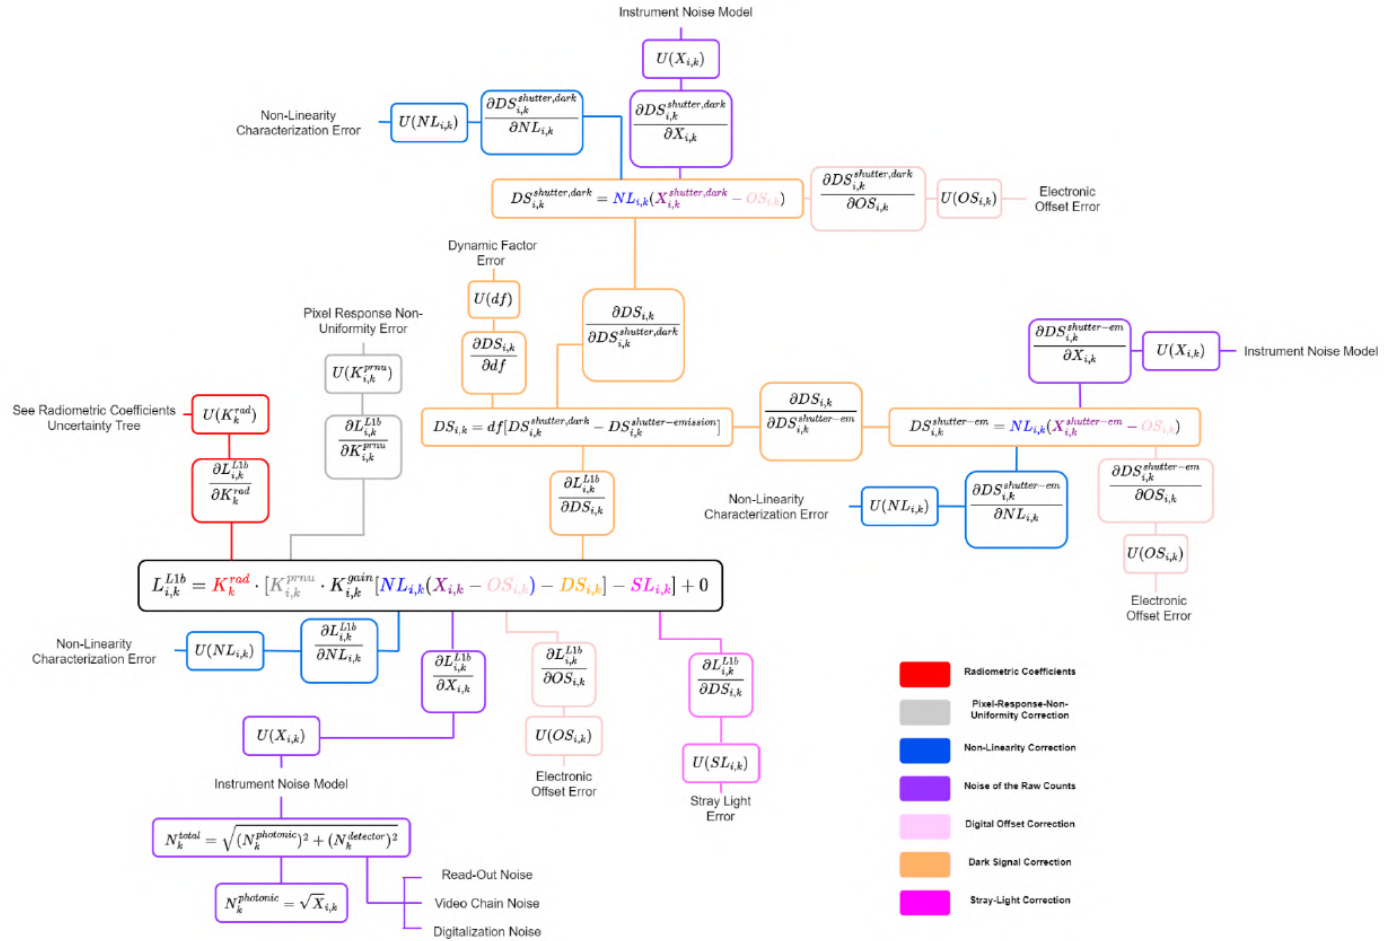 Instrument Noise Model
U(X_{i,k})
Non-Linearity
Characterization Error
U(NL_{i,k})
∂DS_{i,k}^{shutter,dark}
∂NL_{i,k}
∂DS_{i,k}^{shutter,dark}
∂X_{i,k}
DS_{i,k}^{shutter,dark} = NL_{i,k}(X_{i,k}^{shutter,dark} − OS_{i,k})
∂DS_{i,k}^{shutter,dark}
∂OS_{i,k}
U(OS_{i,k})
Electronic
Offset Error
Dynamic Factor
Error
U(df)
∂DS_{i,k}
∂df
∂DS_{i,k}
∂DS_{i,k}^{shutter,dark}
Pixel Response Non-
Uniformity Error
U(K_{i,k}^{prnu})
∂L_{i,k}^{L1b}
∂K_{i,k}^{prnu}
∂DS_{i,k}^{shutter−em}
∂X_{i,k}
U(X_{i,k})
Instrument Noise Model
See Radiometric Coefficients
Uncertainty Tree
U(K_k^{rad})
∂L_{i,k}^{L1b}
∂K_k^{rad}
DS_{i,k} = df[DS_{i,k}^{shutter,dark} − DS_{i,k}^{shutter−emission}]
∂DS_{i,k}
∂DS_{i,k}^{shutter−em}
DS_{i,k}^{shutter−em} = NL_{i,k}(X_{i,k}^{shutter−em} − OS_{i,k})
∂L_{i,k}^{L1b}
∂DS_{i,k}
Non-Linearity
Characterization Error
U(NL_{i,k})
∂DS_{i,k}^{shutter−em}
∂NL_{i,k}
∂DS_{i,k}^{shutter−em}
∂OS_{i,k}
U(OS_{i,k})
Electronic
Offset Error
L_{i,k}^{L1b} = K_k^{rad} · [K_{i,k}^{prnu} · K_{i,k}^{gain}[NL_{i,k}(X_{i,k} − OS_{i,k}) − DS_{i,k}] − SL_{i,k}] + 0
Non-Linearity
Characterization Error
U(NL_{i,k})
∂L_{i,k}^{L1b}
∂NL_{i,k}
∂L_{i,k}^{L1b}
∂X_{i,k}
∂L_{i,k}^{L1b}
∂OS_{i,k}
∂L_{i,k}^{L1b}
∂DS_{i,k}
U(X_{i,k})
U(OS_{i,k})
U(SL_{i,k})
Instrument Noise Model
Electronic
Offset Error
Stray Light
Error
N_k^{total} = √((N_k^{photonic})^2 + (N_k^{detector})^2)
N_k^{photonic} = √X_{i,k}
Read-Out Noise
Video Chain Noise
Digitalization Noise
Radiometric Coefficients
Pixel-Response-Non-
Uniformity Correction
Non-Linearity Correction
Noise of the Raw Counts
Digital Offset Correction
Dark Signal Correction
Stray-Light Correction